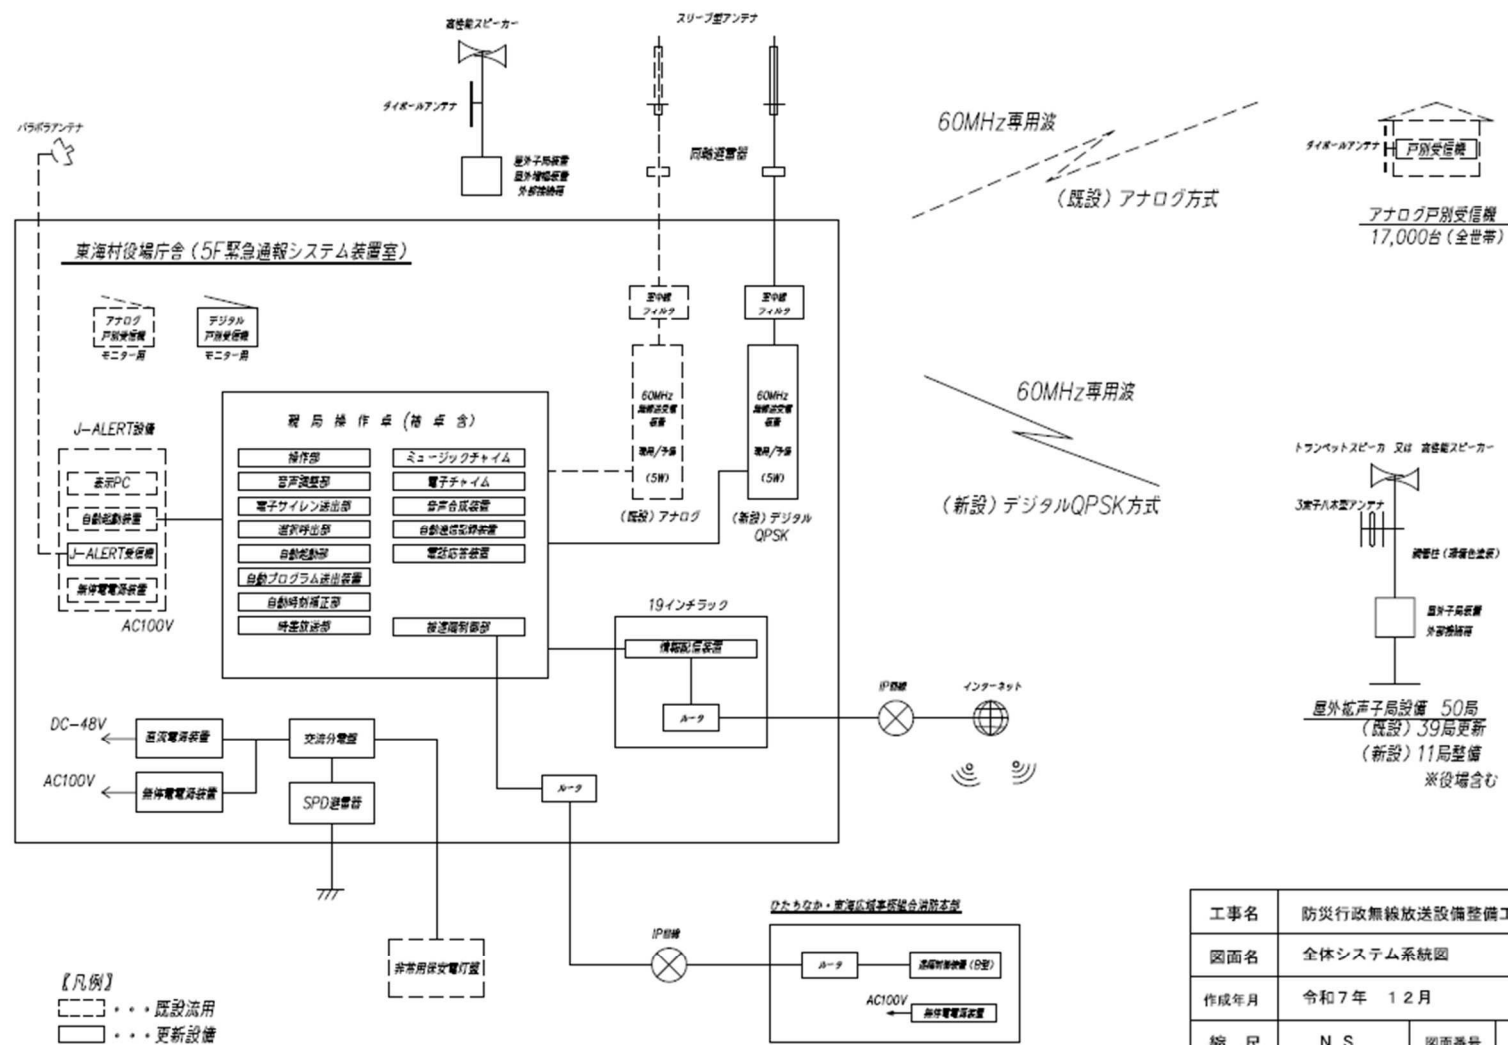 高性能スピーカー
スリーブ型アンテナ
ダイポールアンテナ
パラボラアンテナ
屋外子局装置
屋外増幅装置
外部接続箱
同軸避雷器
60MHz専用波
(既設)アナログ方式
ダイポールアンテナ
戸別受信機
アナログ戸別受信機
17,000台(全世帯)
東海村役場庁舎(5F緊急通報システム装置室)
アナログ
戸別受信機
モニター用
デジタル
戸別受信機
モニター用
空中線
フィルタ
空中線
フィルタ
60MHz
無線送受信
装置
現用/予備
(5W)
(既設)アナログ
60MHz
無線送受信
装置
現用/予備
(5W)
(新設)デジタル
QPSK
60MHz専用波
(新設)デジタルQPSK方式
J-ALERT設備
表示PC
自動起動装置
J-ALERT受信機
無停電電源装置
AC100V
親局操作卓(袖卓含)
操作部
音声調整部
電子サイレン送出部
選択呼出部
自動起動部
自動プログラム送出装置
自動時刻補正部
時差放送部
ミュージックチャイム
電子チャイム
音声合成装置
自動通信記録装置
電話応答装置
被遠隔制御部
トランペットスピーカ 又は 高性能スピーカー
3素子八木型アンテナ
鋼管柱(環境色塗装)
屋外子局装置
外部接続箱
屋外拡声子局設備 50局
(既設)39局更新
(新設)11局整備
※役場含む
19インチラック
情報配信装置
ルータ
IP回線
インターネット
DC-48V
直流電源装置
交流分電盤
AC100V
無停電電源装置
SPD避雷器
ルータ
非常用保安電灯盤
IP回線
ひたちなか・東海広域事務組合消防本部
ルータ
遠隔制御装置(B型)
AC100V
無停電電源装置
〖凡例〗
・・・既設流用
・・・更新設備
工事名 防災行政無線放送設備整備工
図面名 全体システム系統図
作成年月 令和7年 12月
縮 尺 N.S 図面番号